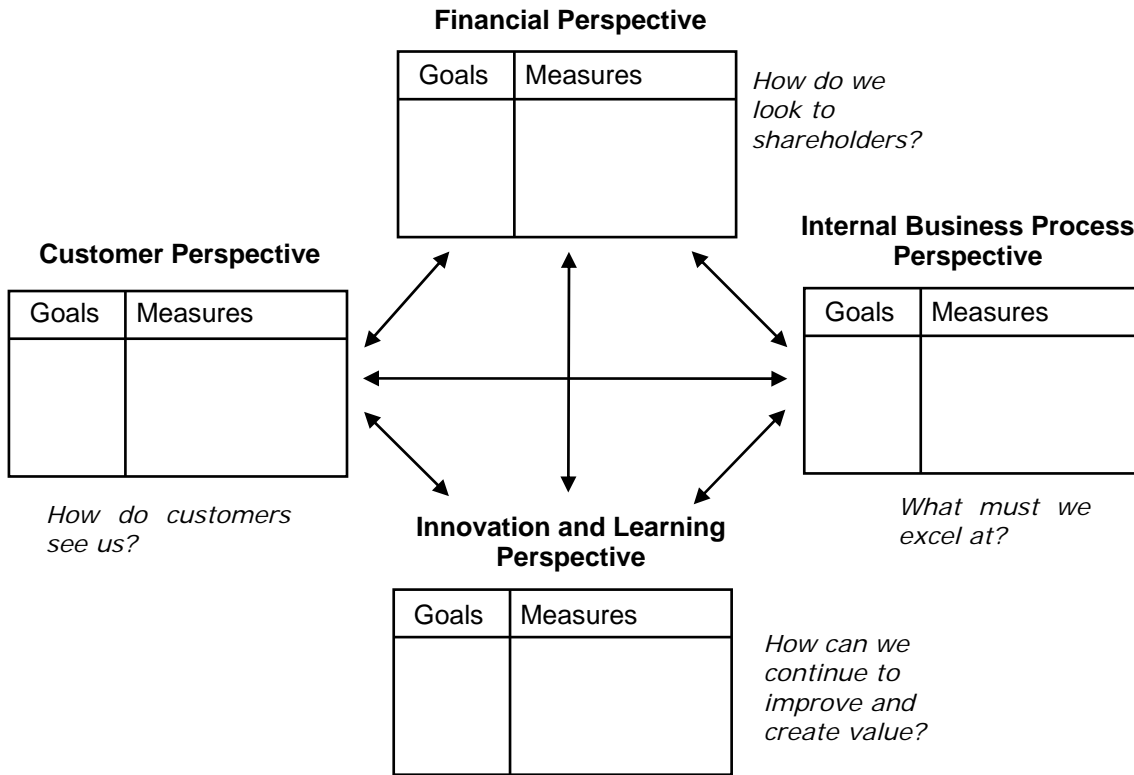 Financial Perspective
Goals Measures
How do we
look to
shareholders?
Customer Perspective
Goals Measures
How do customers
see us?
Internal Business Process
Perspective
Goals Measures
What must we
excel at?
Innovation and Learning
Perspective
Goals Measures
How can we
continue to
improve and
create value?